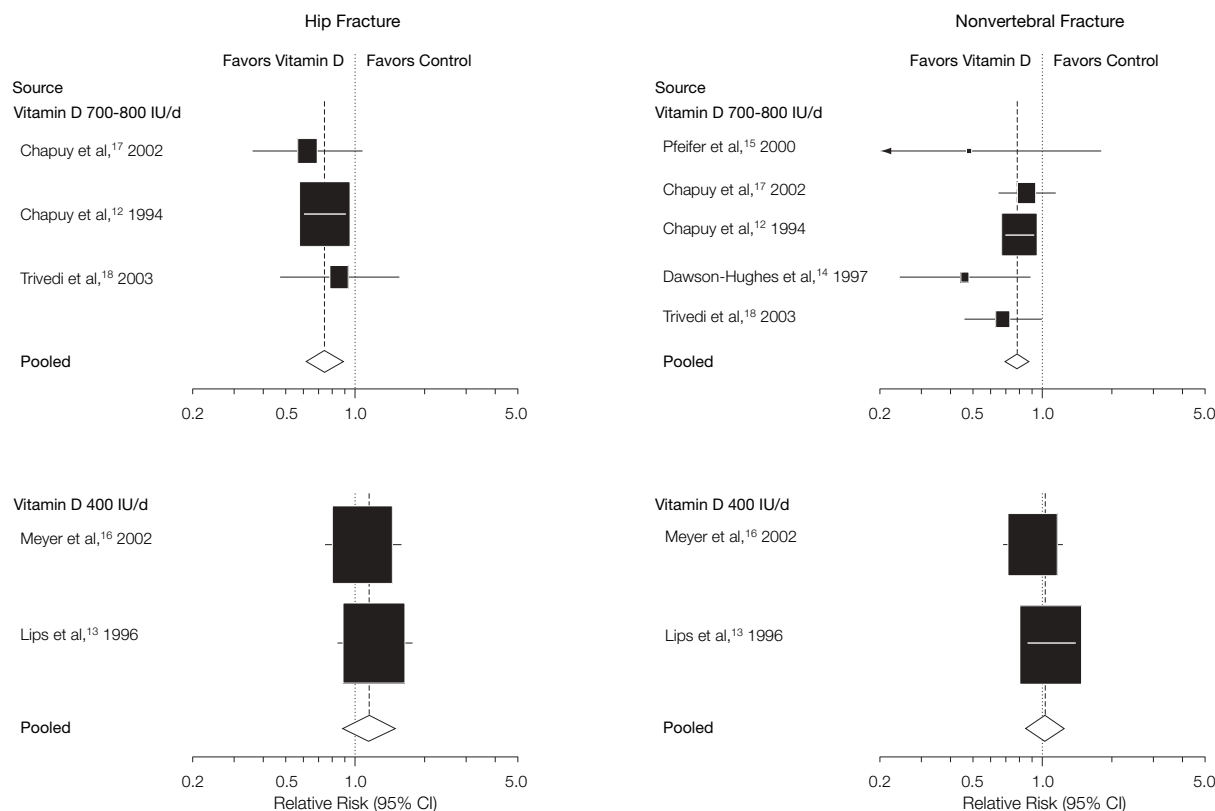 Hip Fracture
Favors Vitamin D Favors Control
Source
Vitamin D 700-800 IU/d
Chapuy et al,17 2002
Chapuy et al,12 1994
Trivedi et al,18 2003
Pooled
0.2 0.5 1.0 5.0
Vitamin D 400 IU/d
Meyer et al,16 2002
Lips et al,13 1996
Pooled
0.2 0.5 1.0 2.0 5.0
Relative Risk (95% CI)
Nonvertebral Fracture
Favors Vitamin D Favors Control
Source
Vitamin D 700-800 IU/d
Pfeifer et al,15 2000
Chapuy et al,17 2002
Chapuy et al,12 1994
Dawson-Hughes et al,14 1997
Trivedi et al,18 2003
Pooled
0.2 0.5 1.0 5.0
Vitamin D 400 IU/d
Meyer et al,16 2002
Lips et al,13 1996
Pooled
0.2 0.5 1.0 5.0
Relative Risk (95% CI)